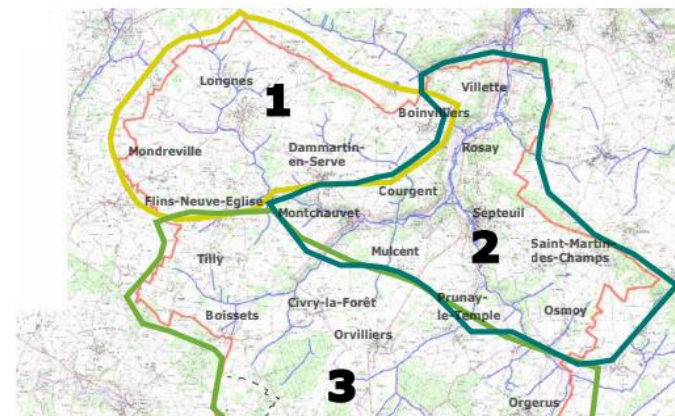 Longnes
1
Villette
Boinvilliers
Mondreville
Dammartin-
en-Serve
Rosay
Courgent
Flins-Neuve-Eglise
Montchauvet
Septeuil
2
Saint-Martin
-des-Champs
Tilly
Mulcent
Civry-la-Forêt
Prunay-
le-Temple
Osmoy
Boissets
Orvilliers
3
Orgerus